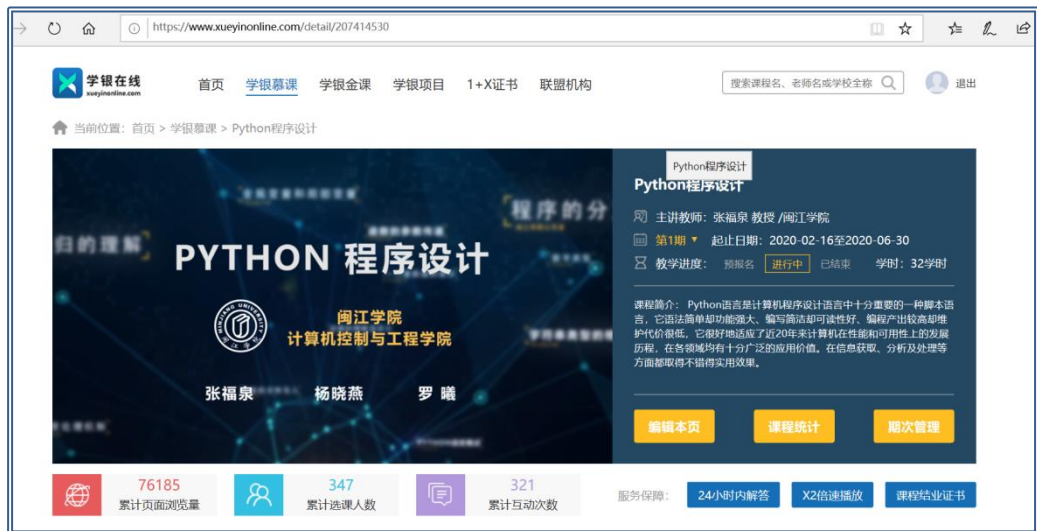 https://www.xueyinonline.com/detail/207414530
学银在线
xueyinonline.com
首页 学银慕课 学银金课 学银项目 1+X证书 联盟机构
搜索课程名、老师名或学校全称
退出
当前位置: 首页 > 学银慕课 > Python程序设计
程序的分
归的理解
PYTHON 程序设计
闽江学院
计算机控制与工程学院
张福泉 杨晓燕 罗 曦
Python程序设计
Python程序设计
主讲教师: 张福泉 教授 /闽江学院
第1期 起止日期: 2020-02-16至2020-06-30
教学进度: 预报名 进行中 已结束 学时: 32学时
课程简介: Python语言是计算机程序设计语言中十分重要的一种脚本语
言, 它语法简单却功能强大、编写简洁却可读性好、编程产出较高却维
护代价很低, 它很好地适应了近20年来计算机在性能和可用性上的发展
历程, 在各领域均有十分广泛的应用价值。在信息获取、分析及处理等
方面都取得不错得实用效果。
编辑本页 课程统计 期次管理
76185
累计页面浏览量
347
累计选课人数
321
累计互动次数
服务保障: 24小时内解答 X2倍速播放 课程结业证书